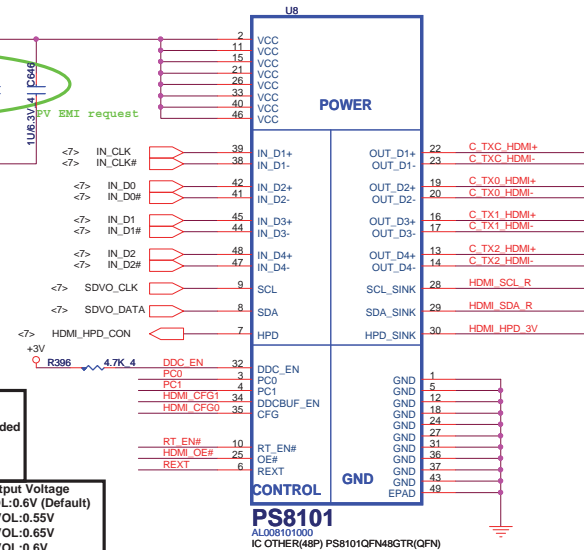 U8
2 VCC
11 VCC
15 VCC
21 VCC
26 VCC
33 VCC
40 VCC
46 VCC
POWER
C646
1U/6.3V_4
PV EMI request
<7> IN_CLK 39 IN_D1+ OUT_D1+ 22 C_TXC_HDMI+
<7> IN_CLK# 38 IN_D1- OUT_D1- 23 C_TXC_HDMI-
<7> IN_D0 42 IN_D2+ OUT_D2+ 19 C_TX0_HDMI+
<7> IN_D0# 41 IN_D2- OUT_D2- 20 C_TX0_HDMI-
<7> IN_D1 45 IN_D3+ OUT_D3+ 16 C_TX1_HDMI+
<7> IN_D1# 44 IN_D3- OUT_D3- 17 C_TX1_HDMI-
<7> IN_D2 48 IN_D4+ OUT_D4+ 13 C_TX2_HDMI+
<7> IN_D2# 47 IN_D4- OUT_D4- 14 C_TX2_HDMI-
<7> SDVO_CLK 9 SCL SCL_SINK 28 HDMI_SCL_R
<7> SDVO_DATA 8 SDA SDA_SINK 29 HDMI_SDA_R
<7> HDMI_HPD_CON 7 HPD HPD_SINK 30 HDMI_HPD_3V
+3V
R396 4.7K_4 DDC_EN 32 DDC_EN
PC0 3 PC0
PC1 4 PC1
HDMI_CFG1 34 DDCBUF_EN
HDMI_CFG0 35 CFG
RT_EN# 10 RT_EN#
HDMI_OE# 25 OE#
REXT 6 REXT
GND 1
GND 5
GND 12
GND 18
GND 24
GND 27
GND 31
GND 36
GND 37
GND 43
EPAD 49
CONTROL GND
PS8101
AL008101000
IC OTHER(48P) PS8101QFN48GTR(QFN)
ded
tput Voltage
L:0.6V (Default)
VOL:0.55V
VOL:0.65V
VOL:0.6V